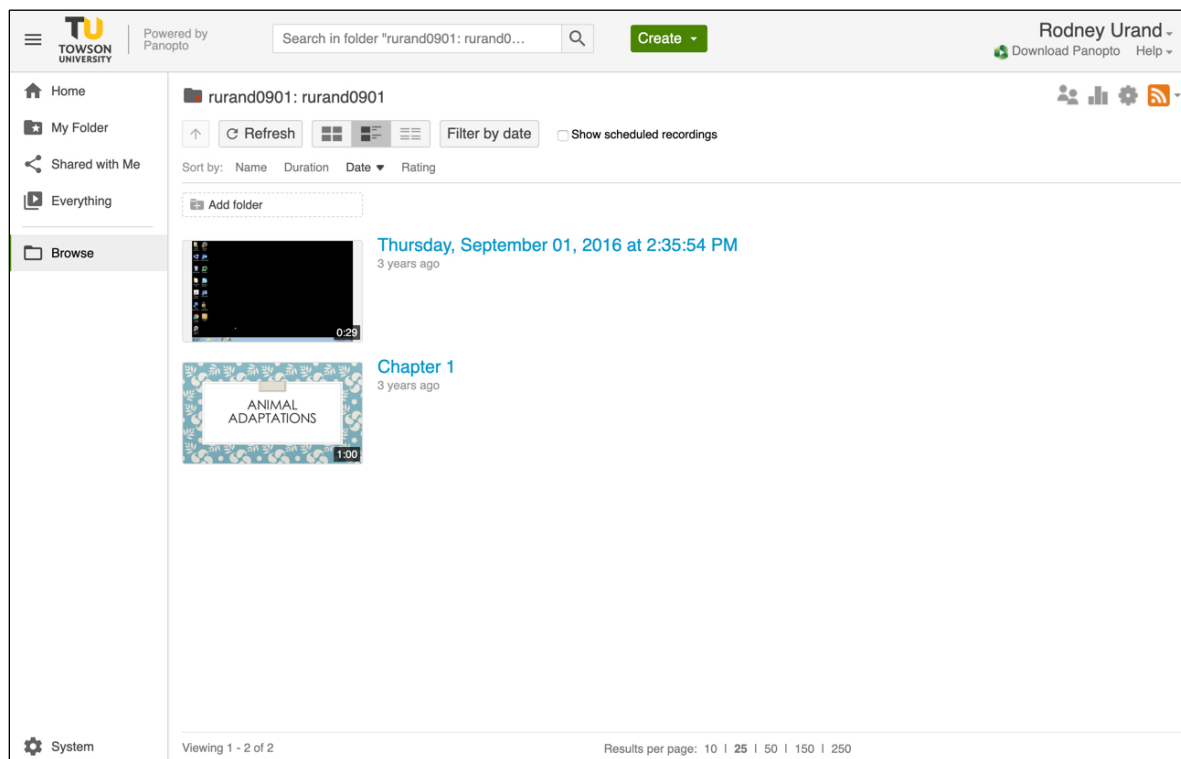 TU
TOWSON
UNIVERSITY
Powered by
Panopto
Search in folder "rurand0901: rurand0...
Create
Rodney Urand
Download Panopto Help
Home
My Folder
Shared with Me
Everything
Browse
System
rurand0901: rurand0901
Refresh
Filter by date
Show scheduled recordings
Sort by: Name Duration Date Rating
Add folder
0:29
Thursday, September 01, 2016 at 2:35:54 PM
3 years ago
ANIMAL
ADAPTATIONS
1:00
Chapter 1
3 years ago
Viewing 1 - 2 of 2
Results per page: 10 | 25 | 50 | 150 | 250